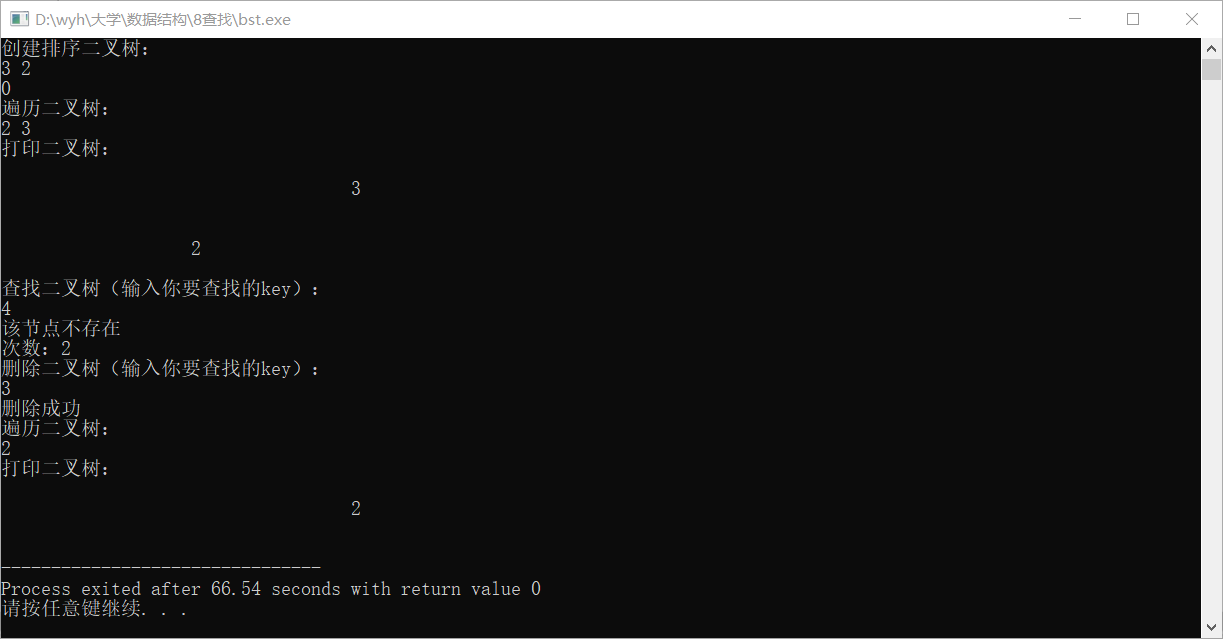 D:\wyh\大学\数据结构\8查找\bst.exe
创建排序二叉树：
3 2
0
遍历二叉树：
2 3
打印二叉树：
3
2
查找二叉树（输入你要查找的key）：
4
该节点不存在
次数：2
删除二叉树（输入你要查找的key）：
3
删除成功
遍历二叉树：
2
打印二叉树：
2
--------------------------------
Process exited after 66.54 seconds with return value 0
请按任意键继续. . .